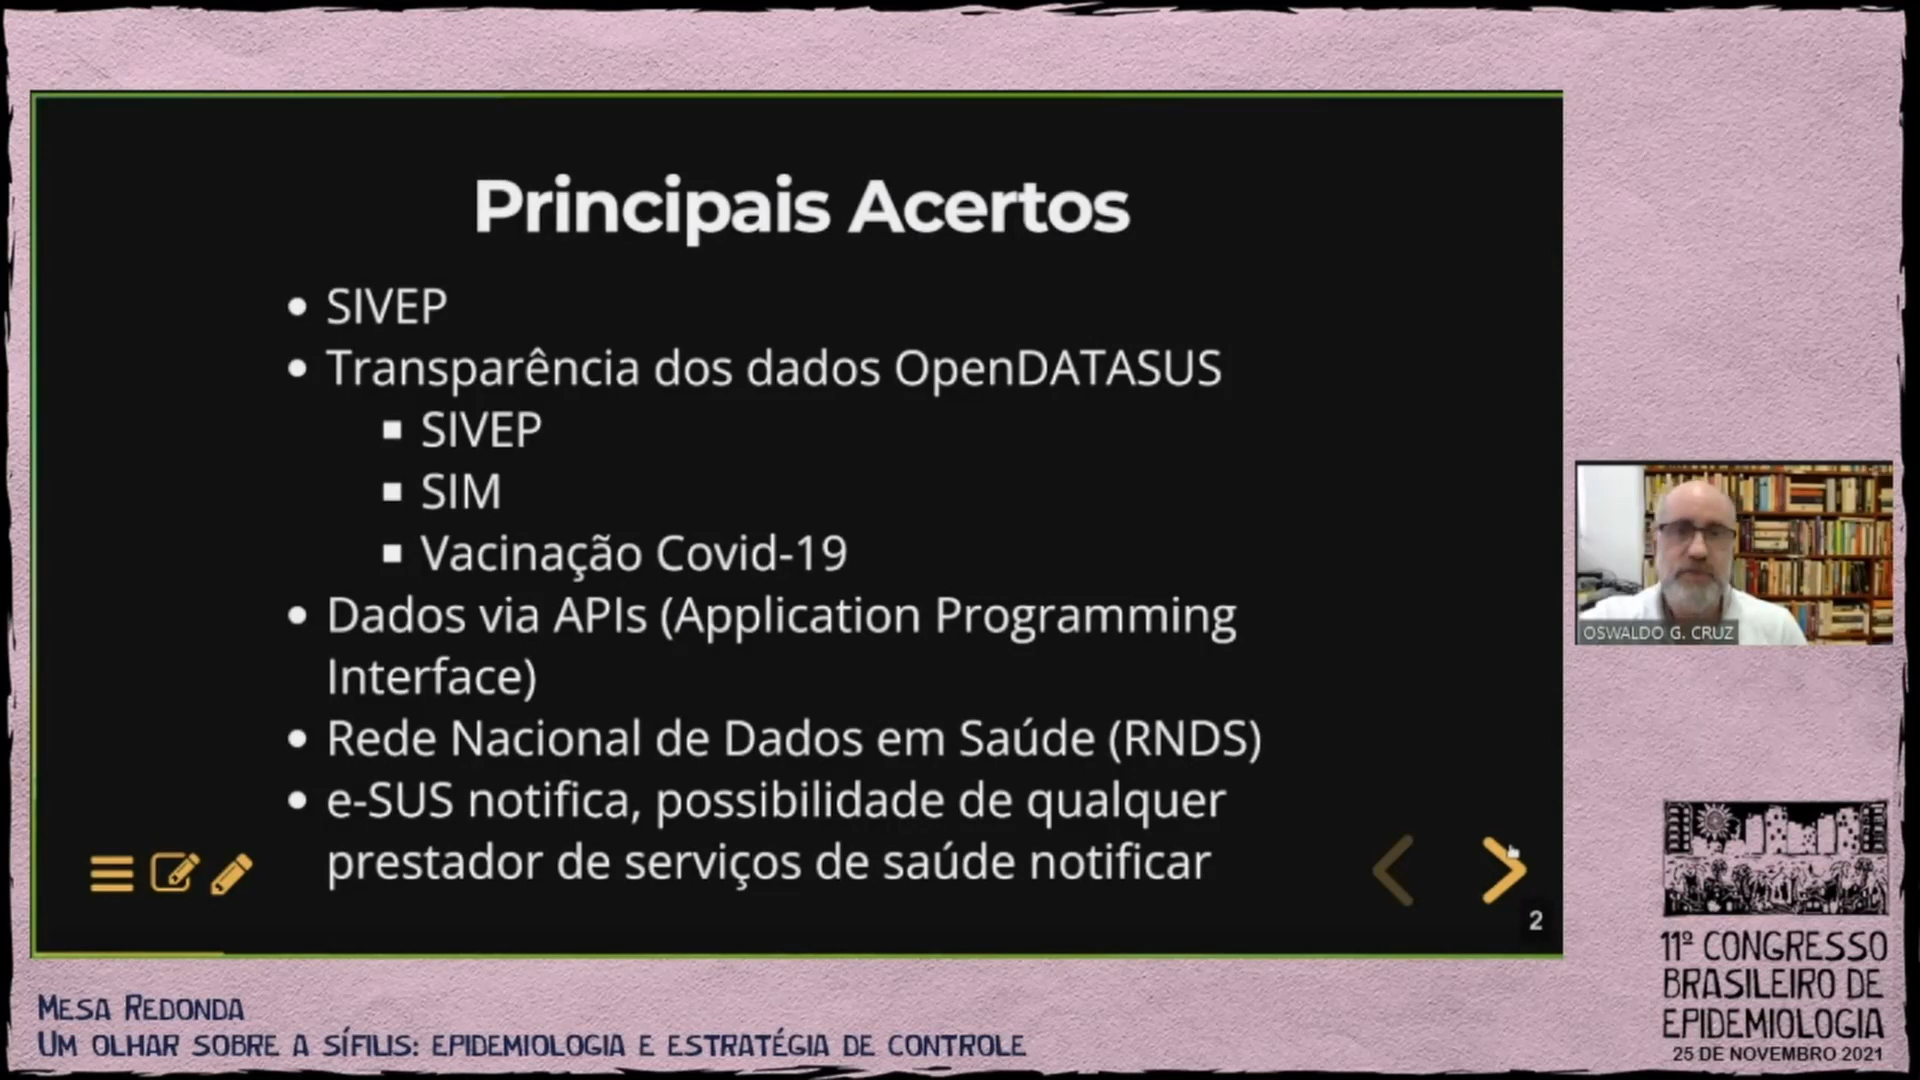 Principais Acertos
SIVEP
Transparência dos dados OpenDATASUS
SIVEP
SIM
Vacinação Covid-19
Dados via APIs (Application Programming
Interface)
Rede Nacional de Dados em Saúde (RNDS)
e-SUS notifica, possibilidade de qualquer
prestador de serviços de saúde notificar
2
OSWALDO G. CRUZ
MESA REDONDA
UM OLHAR SOBRE A SÍFILIS: EPIDEMIOLOGIA E ESTRATÉGIA DE CONTROLE
11º CONGRESSO
BRASILEIRO DE
EPIDEMIOLOGIA
25 DE NOVEMBRO 2021